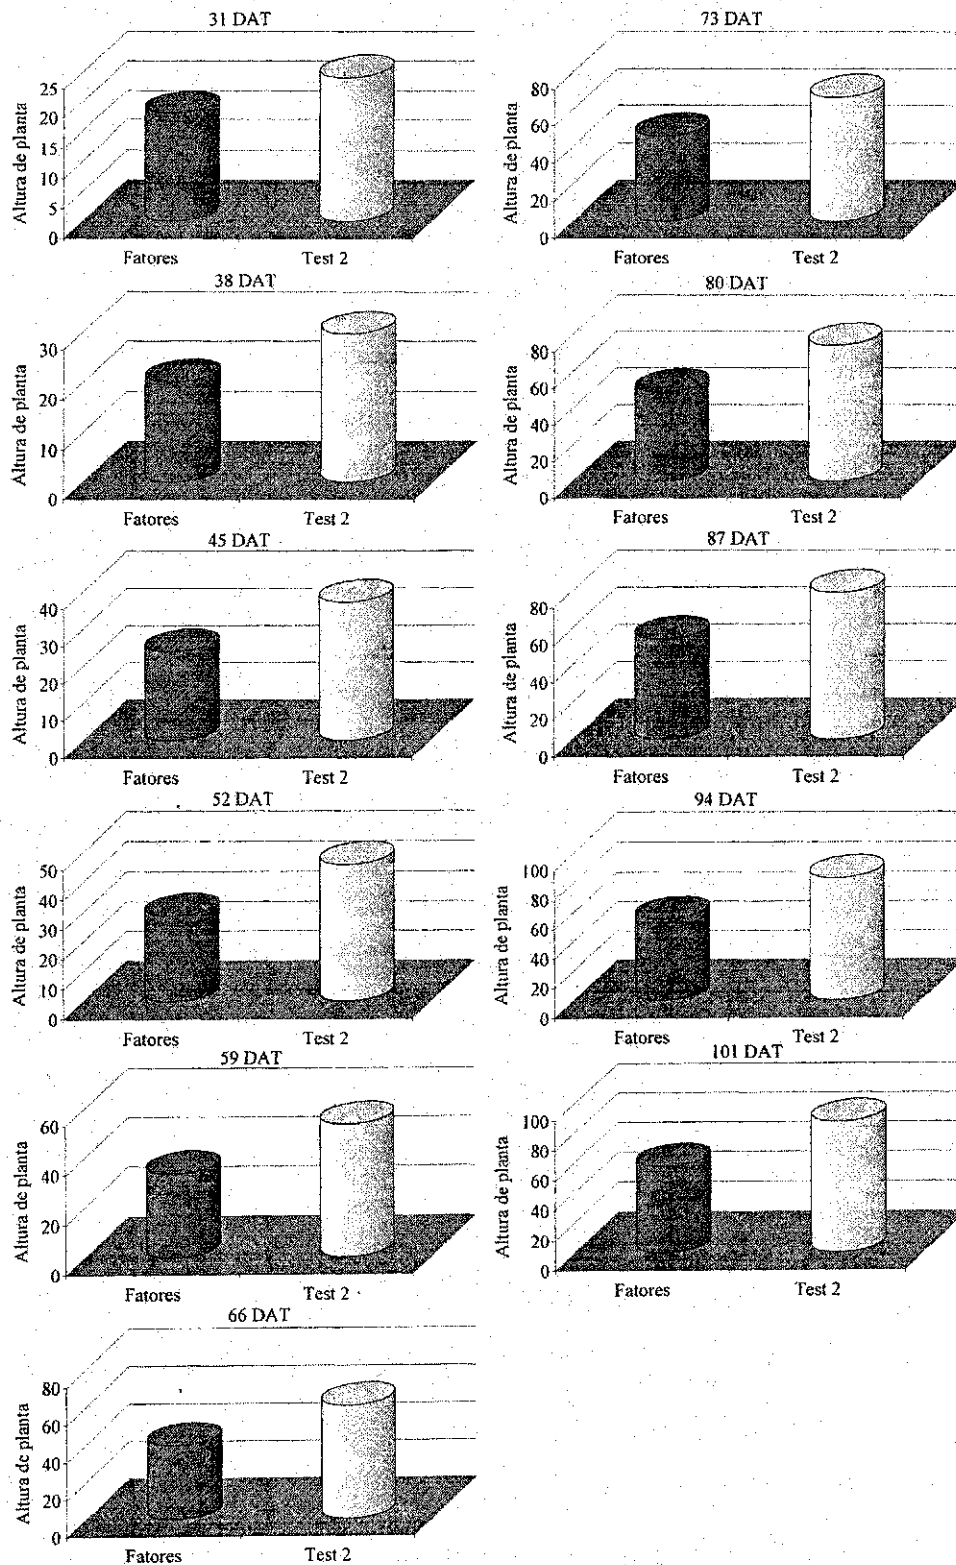 31 DAT
Altura de planta
25
20
15
10
5
0
Fatores
Test 2
38 DAT
Altura de planta
30
20
10
0
Fatores
Test 2
45 DAT
Altura de planta
40
30
20
10
0
Fatores
Test 2
52 DAT
Altura de planta
50
40
30
20
10
0
Fatores
Test 2
59 DAT
Altura de planta
60
40
20
0
Fatores
Test 2
66 DAT
Altura de planta
80
60
40
20
0
Fatores
Test 2
73 DAT
Altura de planta
80
60
40
20
0
Fatores
Test 2
80 DAT
Altura de planta
80
60
40
20
0
Fatores
Test 2
87 DAT
Altura de planta
80
60
40
20
0
Fatores
Test 2
94 DAT
Altura de planta
100
80
60
40
20
0
Fatores
Test 2
101 DAT
Altura de planta
100
80
60
40
20
0
Fatores
Test 2